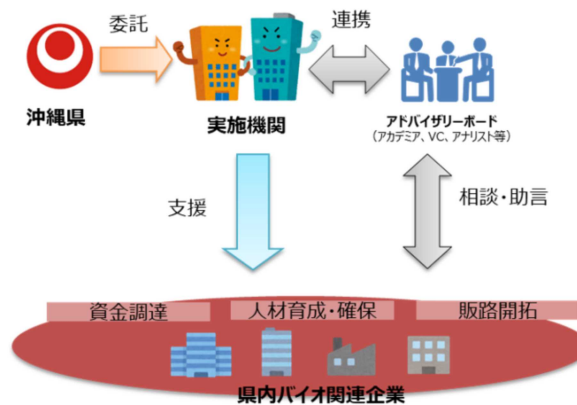 委託
連携
沖縄県
実施機関
アドバイザリーボード
（アカデミア、VC、アナリスト等）
支援
相談・助言
資金調達
人材育成・確保
販路開拓
県内バイオ関連企業